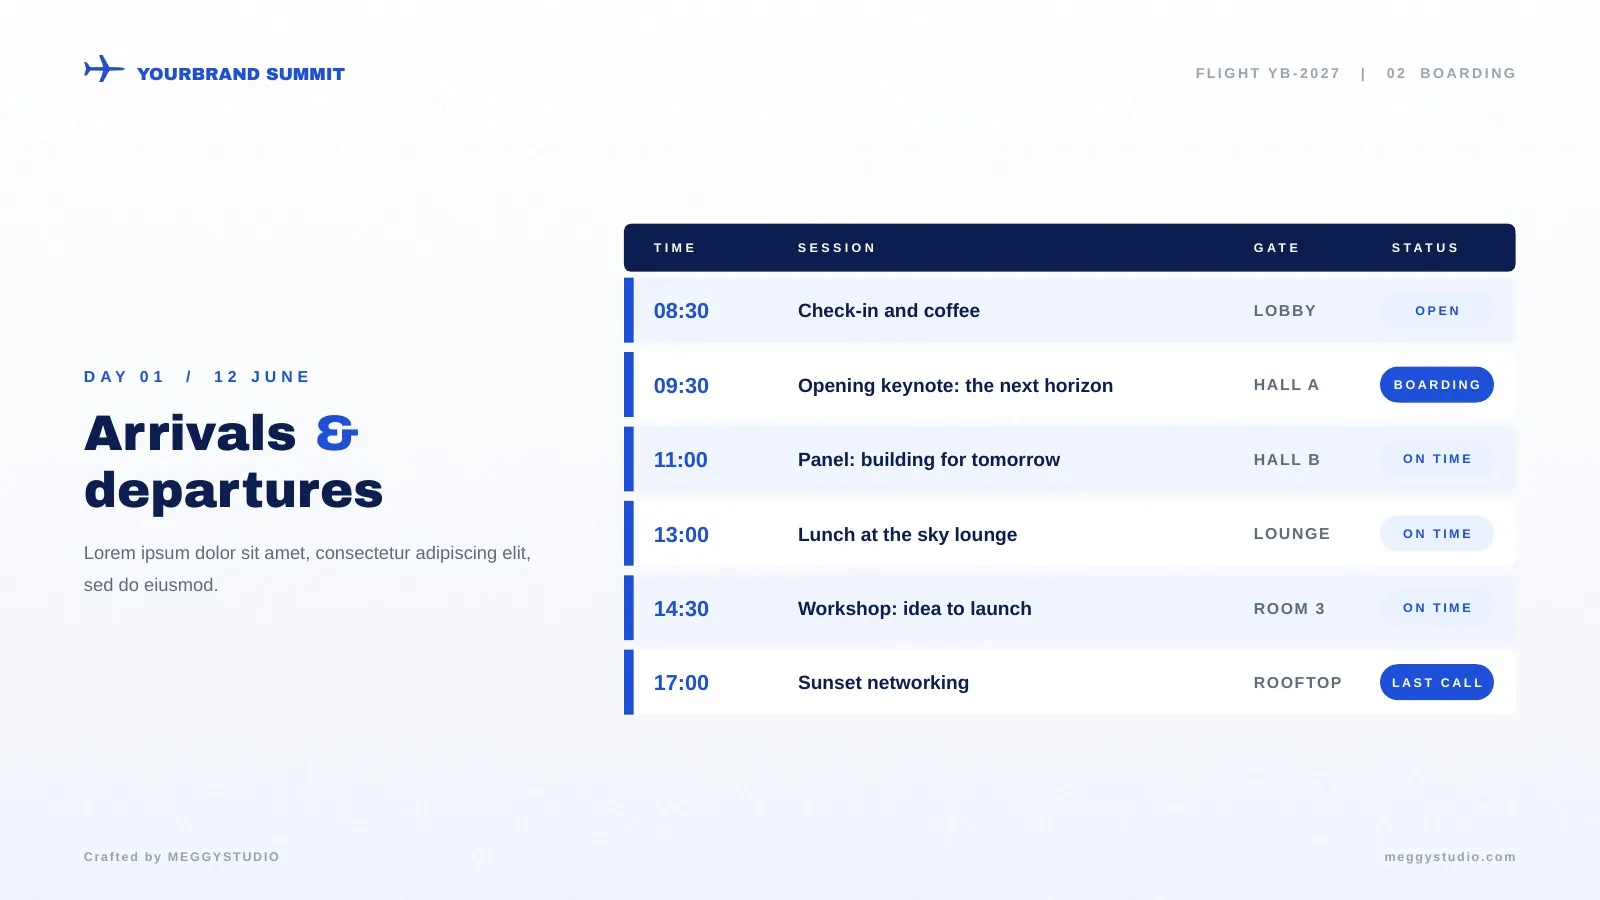 YOURBRAND SUMMIT
FLIGHT YB-2027 | 02 BOARDING
DAY 01 / 12 JUNE
Arrivals &
departures
Lorem ipsum dolor sit amet, consectetur adipiscing elit,
sed do eiusmod.
TIME SESSION GATE STATUS
08:30 Check-in and coffee LOBBY OPEN
09:30 Opening keynote: the next horizon HALL A BOARDING
11:00 Panel: building for tomorrow HALL B ON TIME
13:00 Lunch at the sky lounge LOUNGE ON TIME
14:30 Workshop: idea to launch ROOM 3 ON TIME
17:00 Sunset networking ROOFTOP LAST CALL
Crafted by MEGGYSTUDIO
meggystudio.com